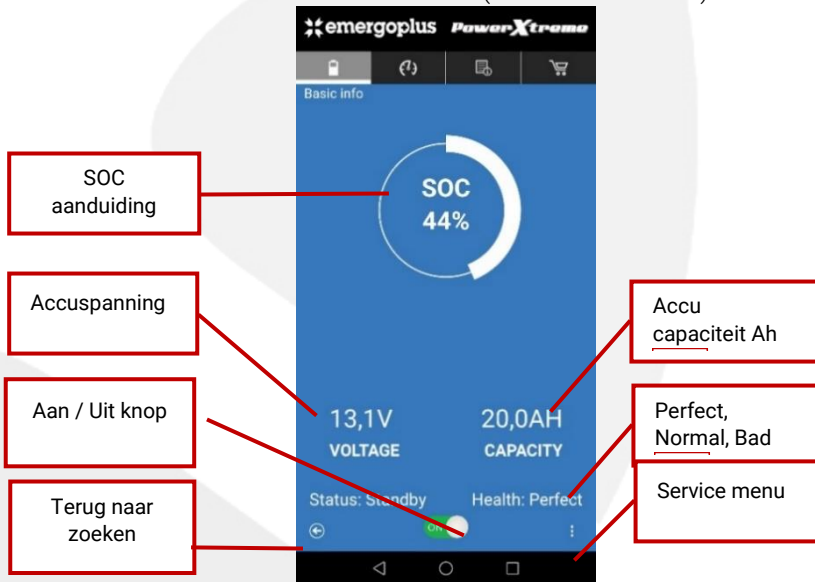 emergoplus PowerXtreme
Basic info
SOC
aanduiding
SOC
44%
Accuspanning
Accu
capaciteit Ah
Aan / Uit knop
13,1V
20,0AH
VOLTAGE
CAPACITY
Perfect,
Normal, Bad
Terug naar
zoeken
Status: Standby
Health: Perfect
Service menu
ON